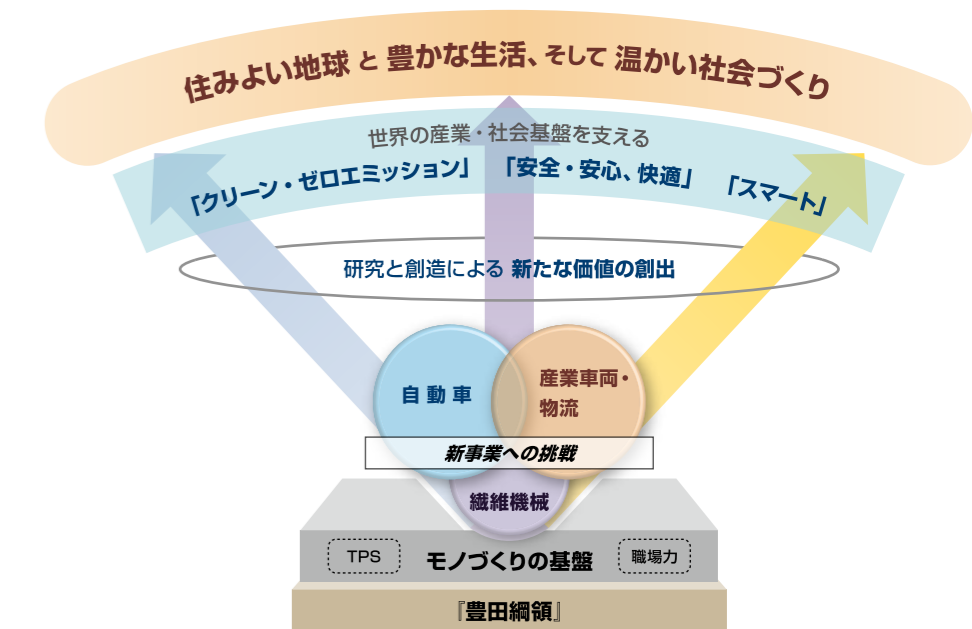 住みよい地球 と 豊かな生活、そして 温かい社会づくり
世界の産業・社会基盤を支える
「クリーン・ゼロエミッション」 「安全・安心、快適」 「スマート」
研究と創造による 新たな価値の創出
自動車
産業車両・
物流
新事業への挑戦
繊維機械
TPS
モノづくりの基盤
職場力
『豊田綱領』